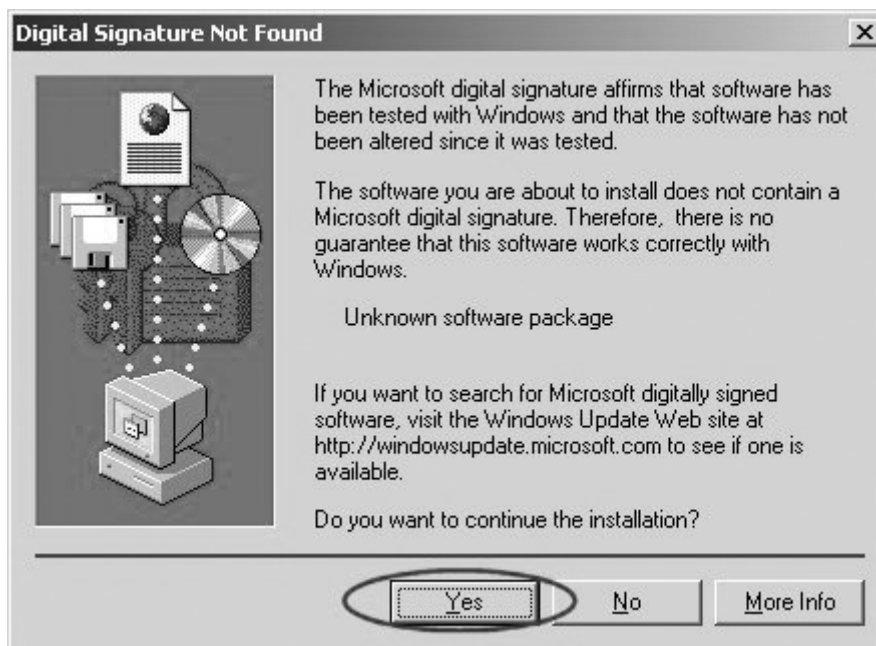 Digital Signature Not Found
The Microsoft digital signature affirms that software has
been tested with Windows and that the software has not
been altered since it was tested.
The software you are about to install does not contain a
Microsoft digital signature. Therefore, there is no
guarantee that this software works correctly with
Windows.
Unknown software package
If you want to search for Microsoft digitally signed
software, visit the Windows Update Web site at
http://windowsupdate.microsoft.com to see if one is
available.
Do you want to continue the installation?
Yes No More Info